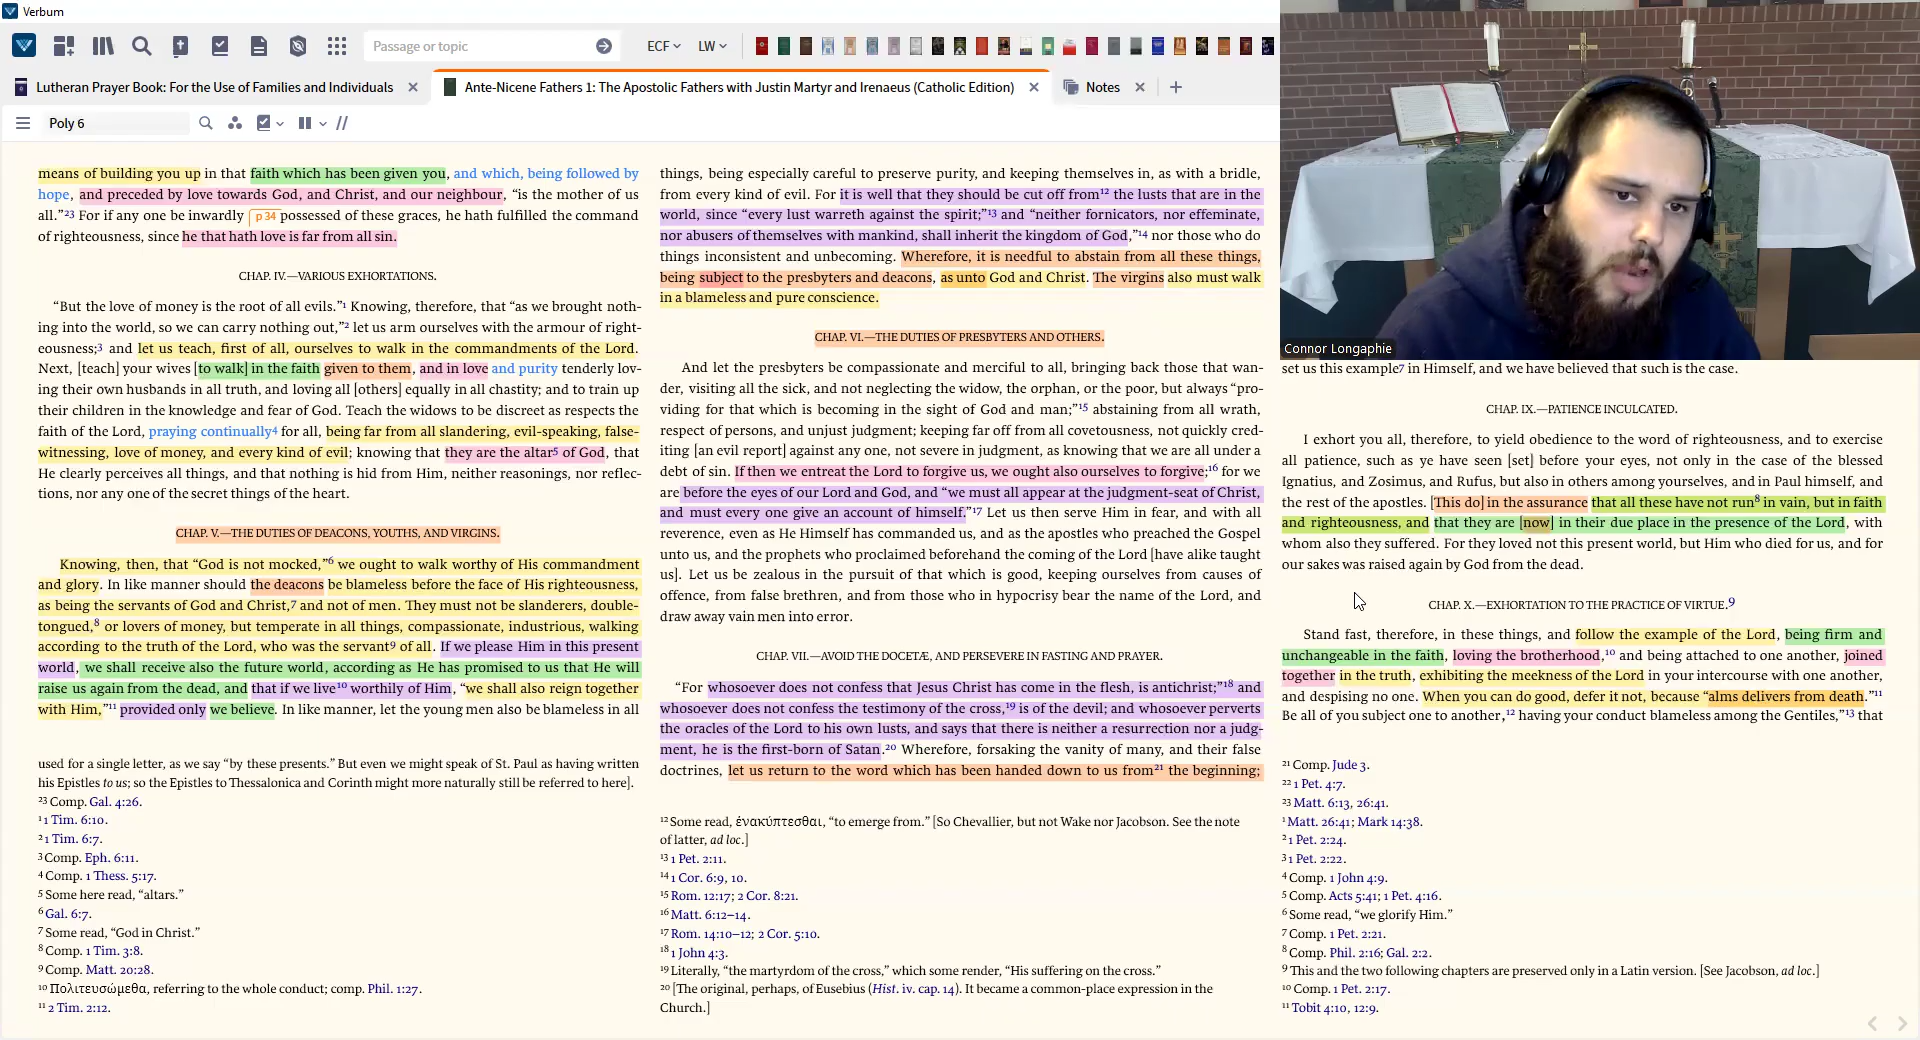 Verbum
Passage or topic
ECF
LW
Lutheran Prayer Book: For the Use of Families and Individuals
Ante-Nicene Fathers 1: The Apostolic Fathers with Justin Martyr and Irenaeus (Catholic Edition)
Notes
Poly 6
means of building you up in that faith which has been given you, and which, being followed by
hope, and preceded by love towards God, and Christ, and our neighbour, “is the mother of us
all.”23 For if any one be inwardly p 34 possessed of these graces, he hath fulfilled the command
of righteousness, since he that hath love is far from all sin.
CHAP. IV.—VARIOUS EXHORTATIONS.
“But the love of money is the root of all evils.”1 Knowing, therefore, that “as we brought noth-
ing into the world, so we can carry nothing out,”2 let us arm ourselves with the armour of right-
eousness;3 and let us teach, first of all, ourselves to walk in the commandments of the Lord.
Next, [teach] your wives [to walk] in the faith given to them, and in love and purity tenderly lov-
ing their own husbands in all truth, and loving all [others] equally in all chastity; and to train up
their children in the knowledge and fear of God. Teach the widows to be discreet as respects the
faith of the Lord, praying continually4 for all, being far from all slandering, evil-speaking, false-
witnessing, love of money, and every kind of evil; knowing that they are the altar5 of God, that
He clearly perceives all things, and that nothing is hid from Him, neither reasonings, nor reflec-
tions, nor any one of the secret things of the heart.
CHAP. V.—THE DUTIES OF DEACONS, YOUTHS, AND VIRGINS.
Knowing, then, that “God is not mocked,”6 we ought to walk worthy of His commandment
and glory. In like manner should the deacons be blameless before the face of His righteousness,
as being the servants of God and Christ,7 and not of men. They must not be slanderers, double-
tongued,8 or lovers of money, but temperate in all things, compassionate, industrious, walking
according to the truth of the Lord, who was the servant9 of all. If we please Him in this present
world, we shall receive also the future world, according as He has promised to us that He will
raise us again from the dead, and that if we live10 worthily of Him, “we shall also reign together
with Him,”11 provided only we believe. In like manner, let the young men also be blameless in all
used for a single letter, as we say “by these presents.” But even we might speak of St. Paul as having written
his Epistles to us; so the Epistles to Thessalonica and Corinth might more naturally still be referred to here].
23 Comp. Gal. 4:26.
1 1 Tim. 6:10.
2 1 Tim. 6:7.
3 Comp. Eph. 6:11.
4 Comp. 1 Thess. 5:17.
5 Some here read, “altars.”
6 Gal. 6:7.
7 Some read, “God in Christ.”
8 Comp. 1 Tim. 3:8.
9 Comp. Matt. 20:28.
10 Πολιτευσώμεθα, referring to the whole conduct; comp. Phil. 1:27.
11 2 Tim. 2:12.
things, being especially careful to preserve purity, and keeping themselves in, as with a bridle,
from every kind of evil. For it is well that they should be cut off from12 the lusts that are in the
world, since “every lust warreth against the spirit;”13 and “neither fornicators, nor effeminate,
nor abusers of themselves with mankind, shall inherit the kingdom of God,”14 nor those who do
things inconsistent and unbecoming. Wherefore, it is needful to abstain from all these things,
being subject to the presbyters and deacons, as unto God and Christ. The virgins also must walk
in a blameless and pure conscience.
CHAP. VI.—THE DUTIES OF PRESBYTERS AND OTHERS.
And let the presbyters be compassionate and merciful to all, bringing back those that wan-
der, visiting all the sick, and not neglecting the widow, the orphan, or the poor, but always “pro-
viding for that which is becoming in the sight of God and man;”15 abstaining from all wrath,
respect of persons, and unjust judgment; keeping far off from all covetousness, not quickly cred-
iting [an evil report] against any one, not severe in judgment, as knowing that we are all under a
debt of sin. If then we entreat the Lord to forgive us, we ought also ourselves to forgive;16 for we
are before the eyes of our Lord and God, and “we must all appear at the judgment-seat of Christ,
and must every one give an account of himself.”17 Let us then serve Him in fear, and with all
reverence, even as He Himself has commanded us, and as the apostles who preached the Gospel
unto us, and the prophets who proclaimed beforehand the coming of the Lord [have alike taught
us]. Let us be zealous in the pursuit of that which is good, keeping ourselves from causes of
offence, from false brethren, and from those who in hypocrisy bear the name of the Lord, and
draw away vain men into error.
CHAP. VII.—AVOID THE DOCETÆ, AND PERSEVERE IN FASTING AND PRAYER.
“For whosoever does not confess that Jesus Christ has come in the flesh, is antichrist;”18 and
whosoever does not confess the testimony of the cross,19 is of the devil; and whosoever perverts
the oracles of the Lord to his own lusts, and says that there is neither a resurrection nor a judg-
ment, he is the first-born of Satan.20 Wherefore, forsaking the vanity of many, and their false
doctrines, let us return to the word which has been handed down to us from21 the beginning;
12 Some read, ἐνακύπτεσθαι, “to emerge from.” [So Chevallier, but not Wake nor Jacobson. See the note
of latter, ad loc.]
13 1 Pet. 2:11.
14 1 Cor. 6:9, 10.
15 Rom. 12:17; 2 Cor. 8:21.
16 Matt. 6:12–14.
17 Rom. 14:10–12; 2 Cor. 5:10.
18 1 John 4:3.
19 Literally, “the martyrdom of the cross,” which some render, “His suffering on the cross.”
20 [The original, perhaps, of Eusebius (Hist. iv. cap. 14). It became a common-place expression in the
Church.]
Connor Longaphie
set us this example7 in Himself, and we have believed that such is the case.
CHAP. IX.—PATIENCE INCULCATED.
I exhort you all, therefore, to yield obedience to the word of righteousness, and to exercise
all patience, such as ye have seen [set] before your eyes, not only in the case of the blessed
Ignatius, and Zosimus, and Rufus, but also in others among yourselves, and in Paul himself, and
the rest of the apostles. [This do] in the assurance that all these have not run8 in vain, but in faith
and righteousness, and that they are [now] in their due place in the presence of the Lord, with
whom also they suffered. For they loved not this present world, but Him who died for us, and for
our sakes was raised again by God from the dead.
CHAP. X.—EXHORTATION TO THE PRACTICE OF VIRTUE.9
Stand fast, therefore, in these things, and follow the example of the Lord, being firm and
unchangeable in the faith, loving the brotherhood,10 and being attached to one another, joined
together in the truth, exhibiting the meekness of the Lord in your intercourse with one another,
and despising no one. When you can do good, defer it not, because “alms delivers from death.”11
Be all of you subject one to another,12 having your conduct blameless among the Gentiles,”13 that
21 Comp. Jude 3.
22 1 Pet. 4:7.
23 Matt. 6:13, 26:41.
1 Matt. 26:41; Mark 14:38.
2 1 Pet. 2:24.
3 1 Pet. 2:22.
4 Comp. 1 John 4:9.
5 Comp. Acts 5:41; 1 Pet. 4:16.
6 Some read, “we glorify Him.”
7 Comp. 1 Pet. 2:21.
8 Comp. Phil. 2:16; Gal. 2:2.
9 This and the two following chapters are preserved only in a Latin version. [See Jacobson, ad loc.]
10 Comp. 1 Pet. 2:17.
11 Tobit 4:10, 12:9.